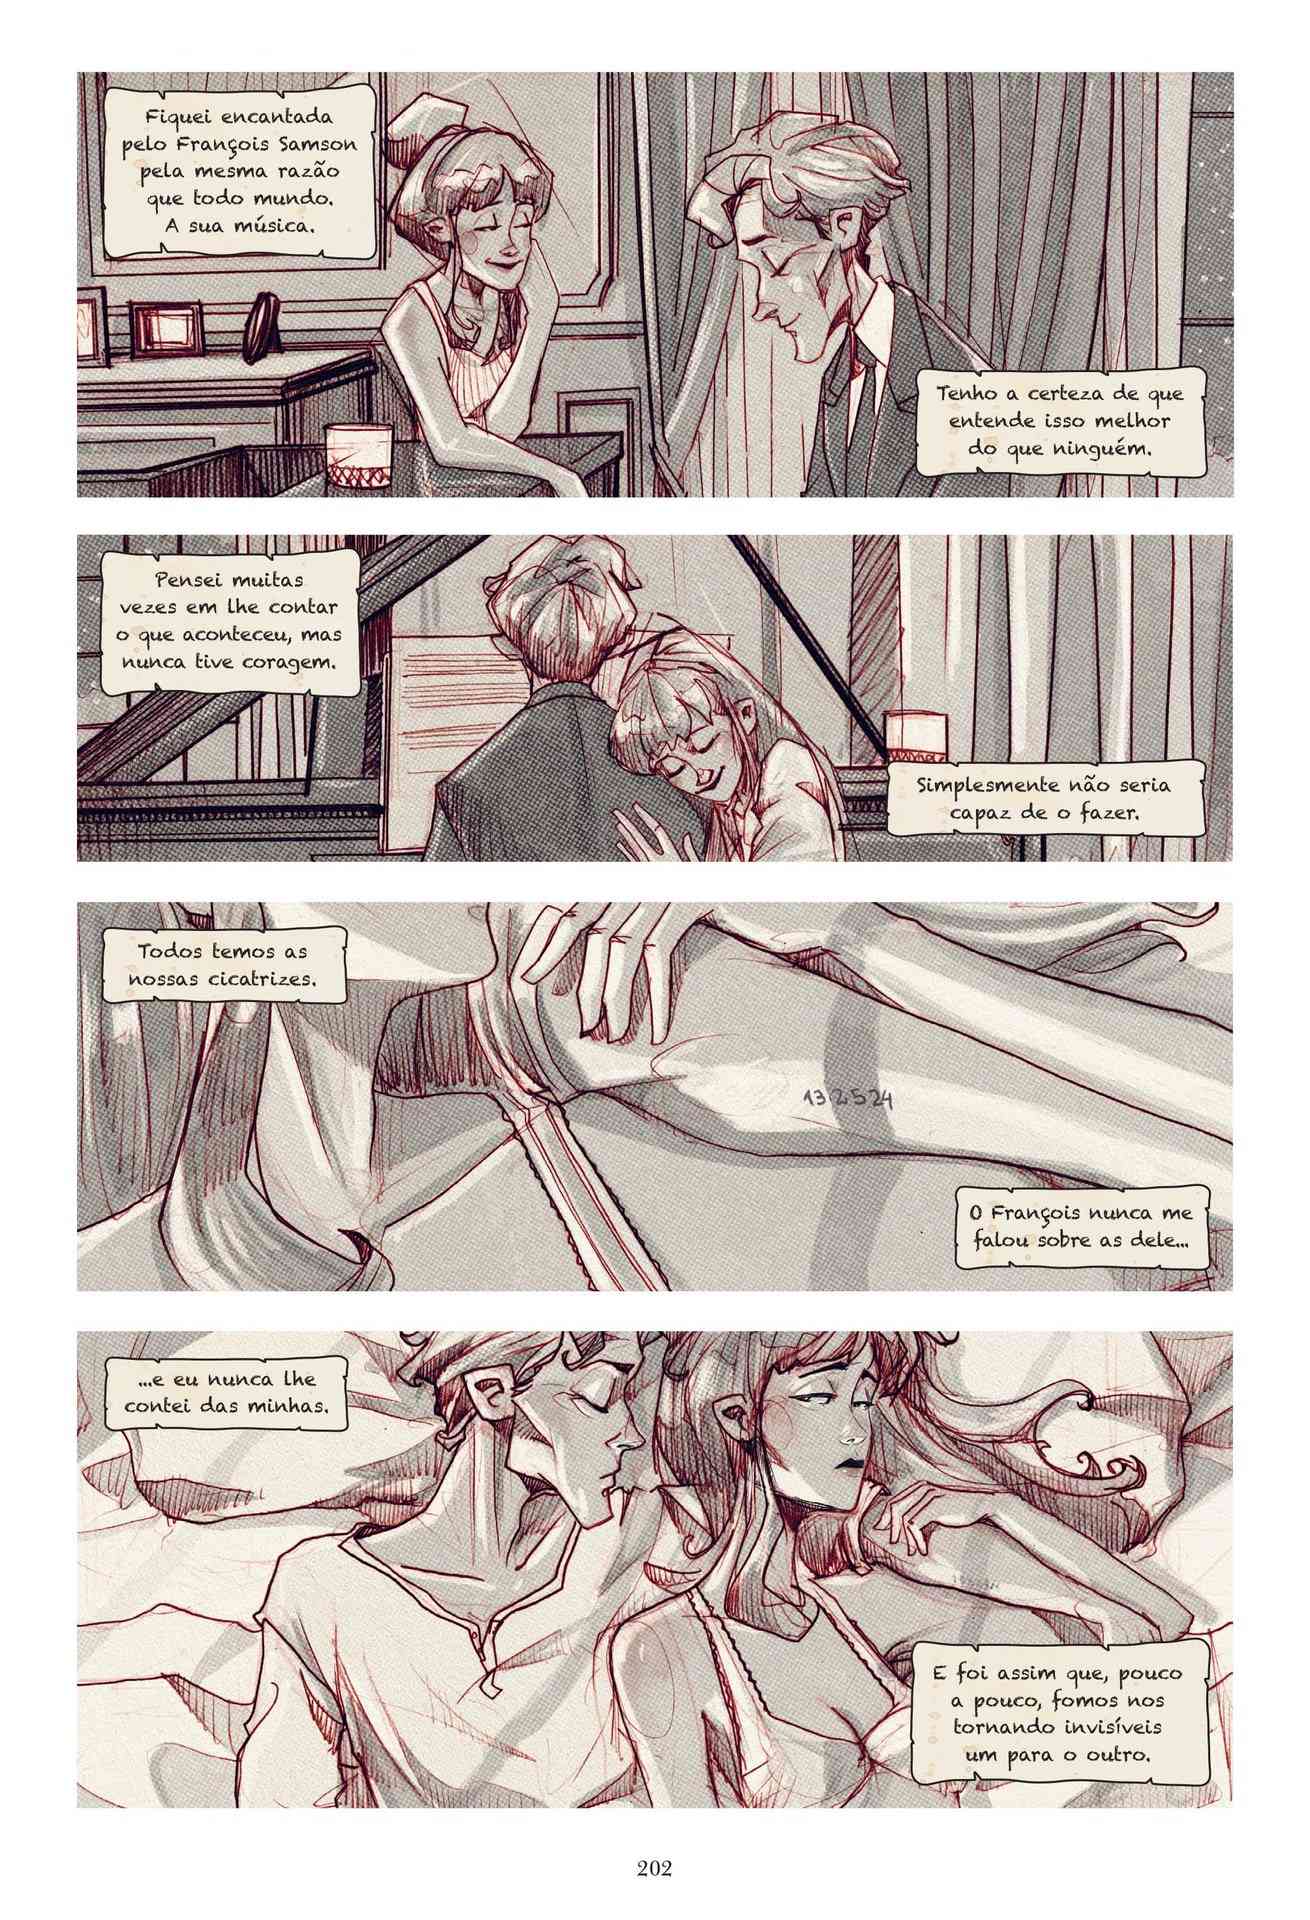 Fiquei encantada
pelo François Samson
pela mesma razão
que todo mundo.
A sua música.
Tenho a certeza de que
entende isso melhor
do que ninguém.
Pensei muitas
vezes em lhe contar
o que aconteceu, mas
nunca tive coragem.
Simplesmente não seria
capaz de o fazer.
Todos temos as
nossas cicatrizes.
132524
O François nunca me
falou sobre as dele...
...e eu nunca lhe
contei das minhas.
E foi assim que, pouco
a pouco, fomos nos
tornando invisíveis
um para o outro.
202